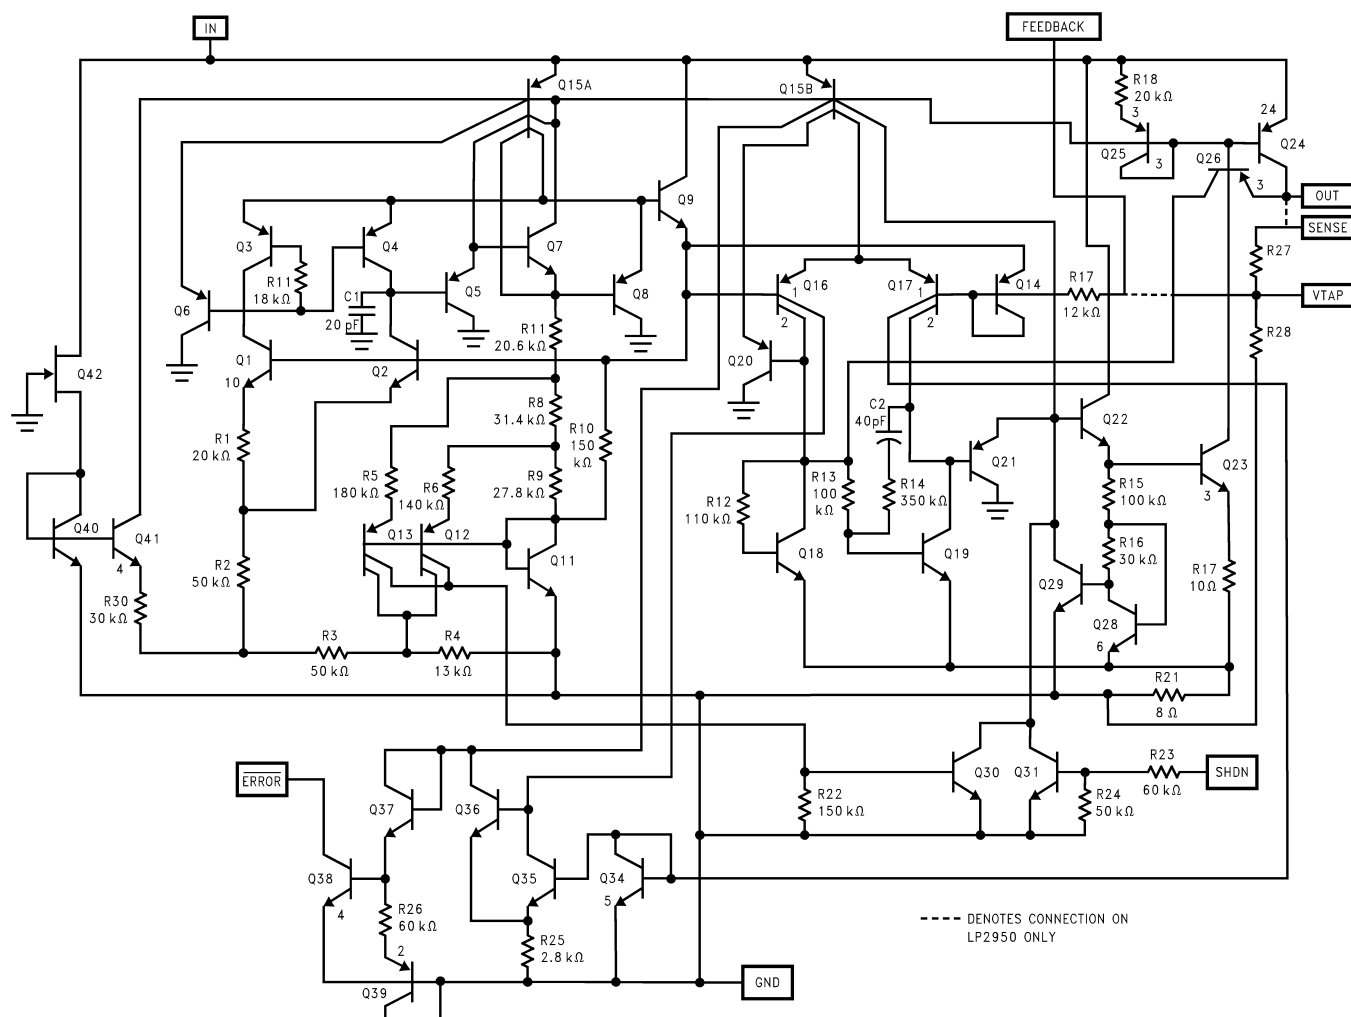 IN
FEEDBACK
Q15A
Q15B
R18
20 kΩ
3
Q25
3
24
Q24
Q26
3
OUT
SENSE
R27
VTAP
R28
Q3
R11
18 kΩ
Q4
C1
20 pF
Q5
Q6
Q7
Q8
Q9
R11
20.6 kΩ
Q16
1
2
Q17
1
2
Q14
R17
12 kΩ
Q42
Q1
10
Q2
Q20
C2
40pF
R1
20 kΩ
R8
31.4 kΩ
R10
150
kΩ
R5
180 kΩ
R6
140 kΩ
R9
27.8 kΩ
R12
110 kΩ
R13
100
kΩ
R14
350 kΩ
Q21
Q22
Q23
3
R15
100 kΩ
Q40
Q41
4
R30
30 kΩ
R2
50 kΩ
Q13
Q12
Q11
Q18
Q19
Q29
R16
30 kΩ
Q28
6
R17
10Ω
R3
50 kΩ
R4
13 kΩ
R21
8 Ω
ERROR
Q37
Q36
R22
150 kΩ
Q30
Q31
R24
50 kΩ
R23
60 kΩ
SHDN
Q38
4
R26
60 kΩ
2
Q39
Q35
Q34
5
R25
2.8 kΩ
GND
DENOTES CONNECTION ON
LP2950 ONLY